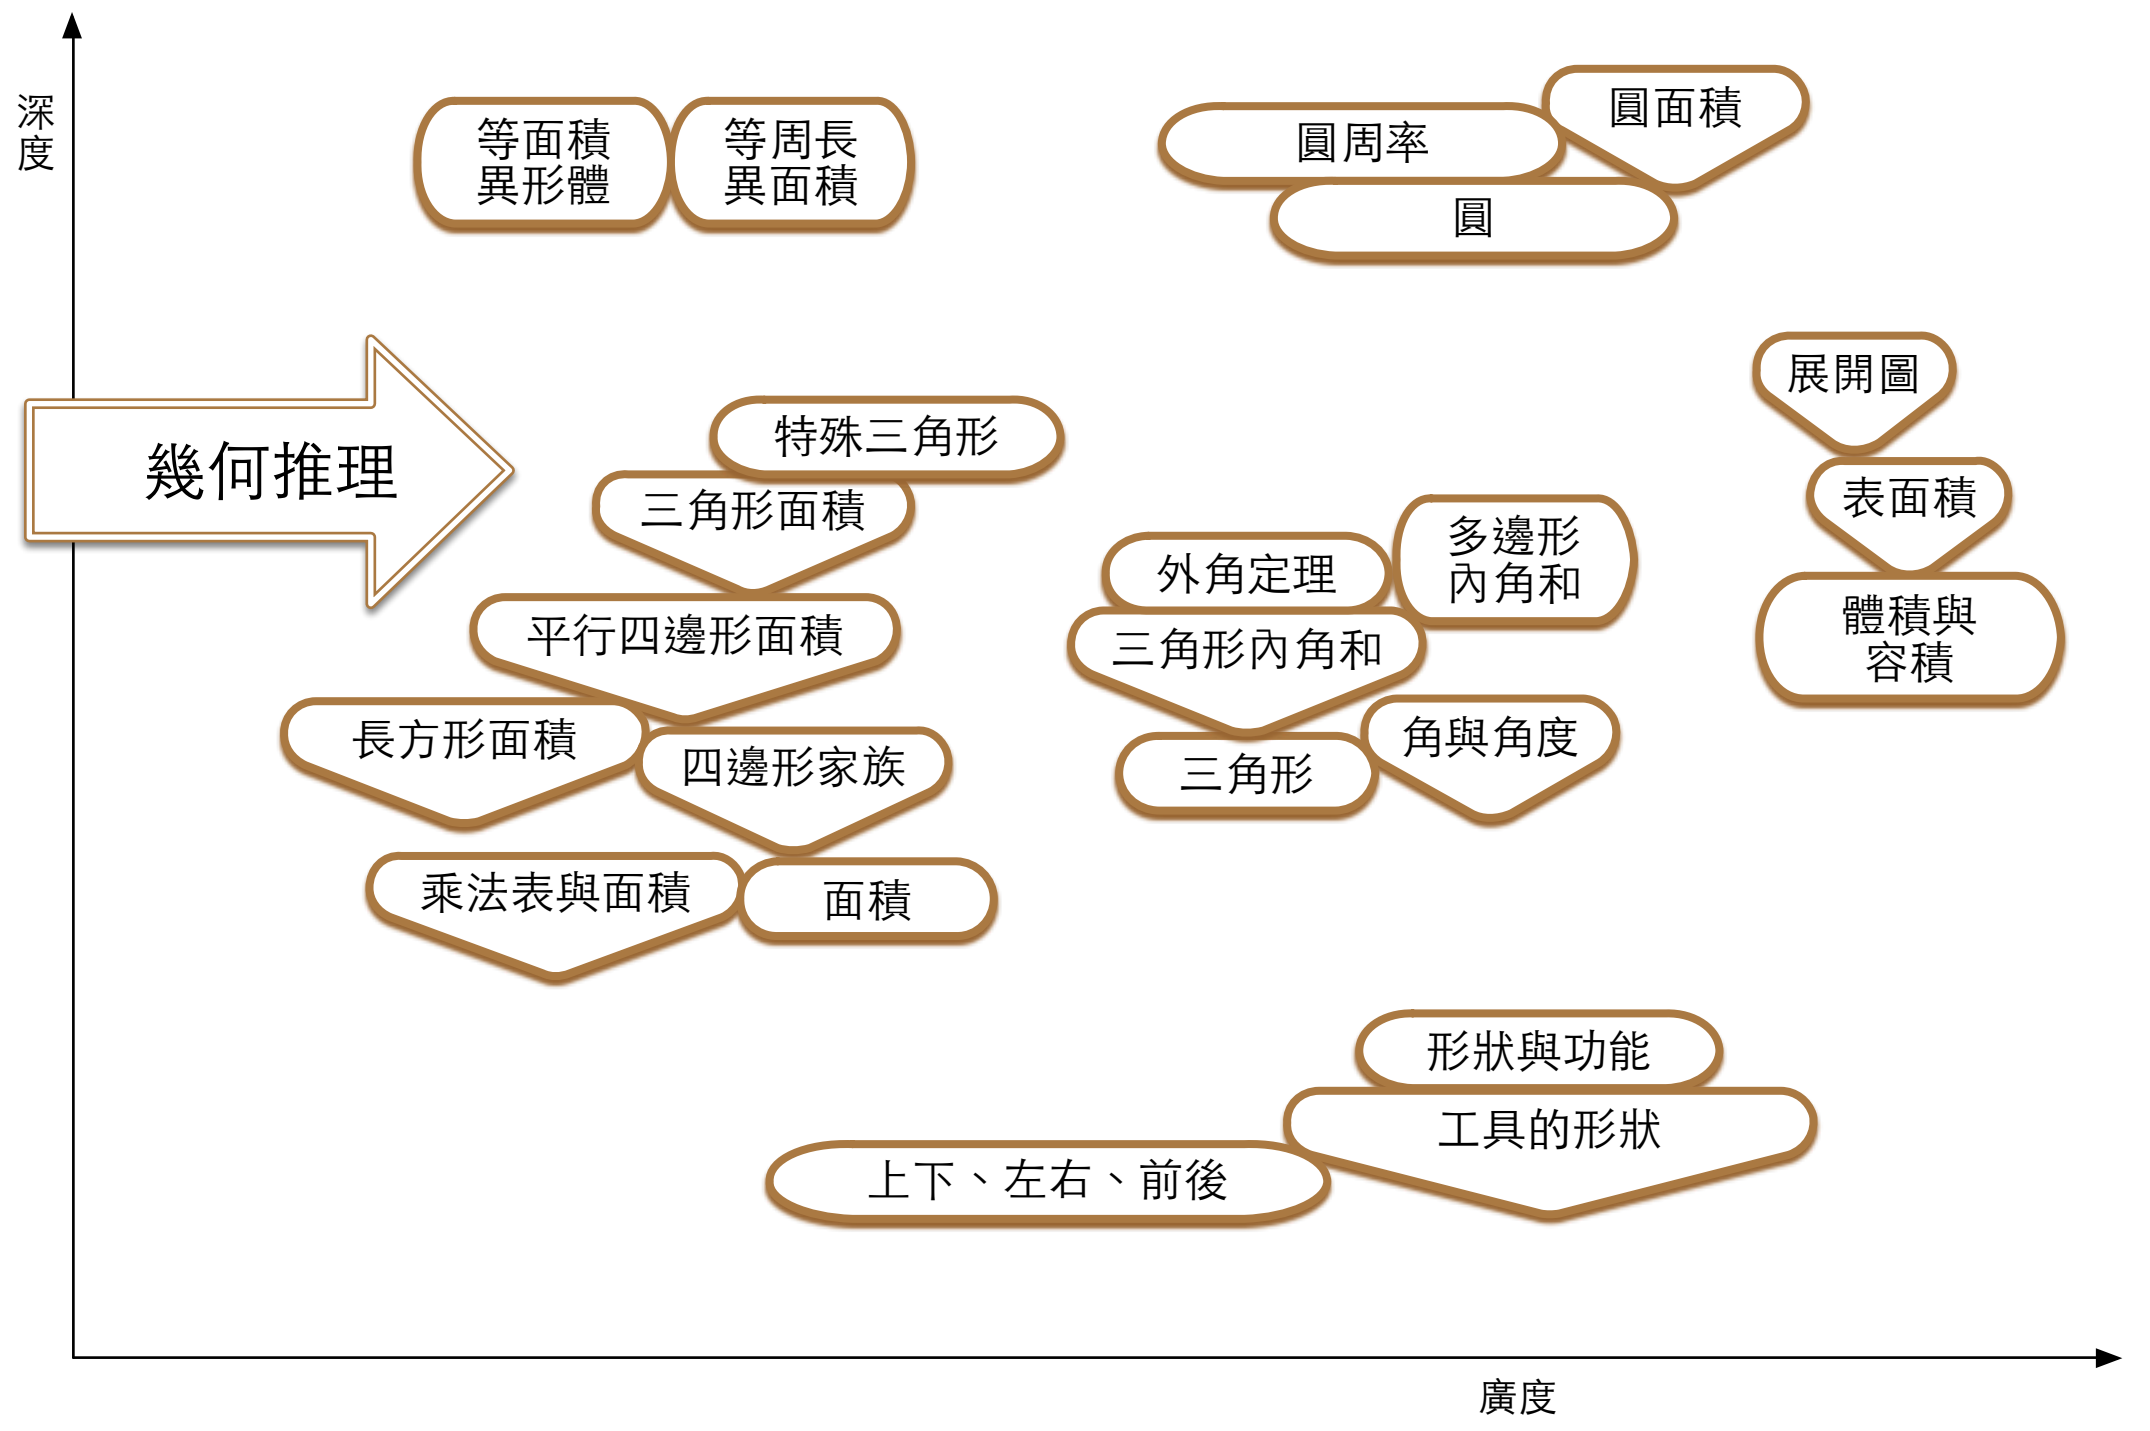 深
度
等面積
異形體
等周長
異面積
圓周率
圓面積
圓
幾何推理
特殊三角形
三角形面積
平行四邊形面積
長方形面積
四邊形家族
乘法表與面積
面積
外角定理
多邊形
內角和
三角形內角和
三角形
角與角度
展開圖
表面積
體積與
容積
形狀與功能
工具的形狀
上下、左右、前後
廣度